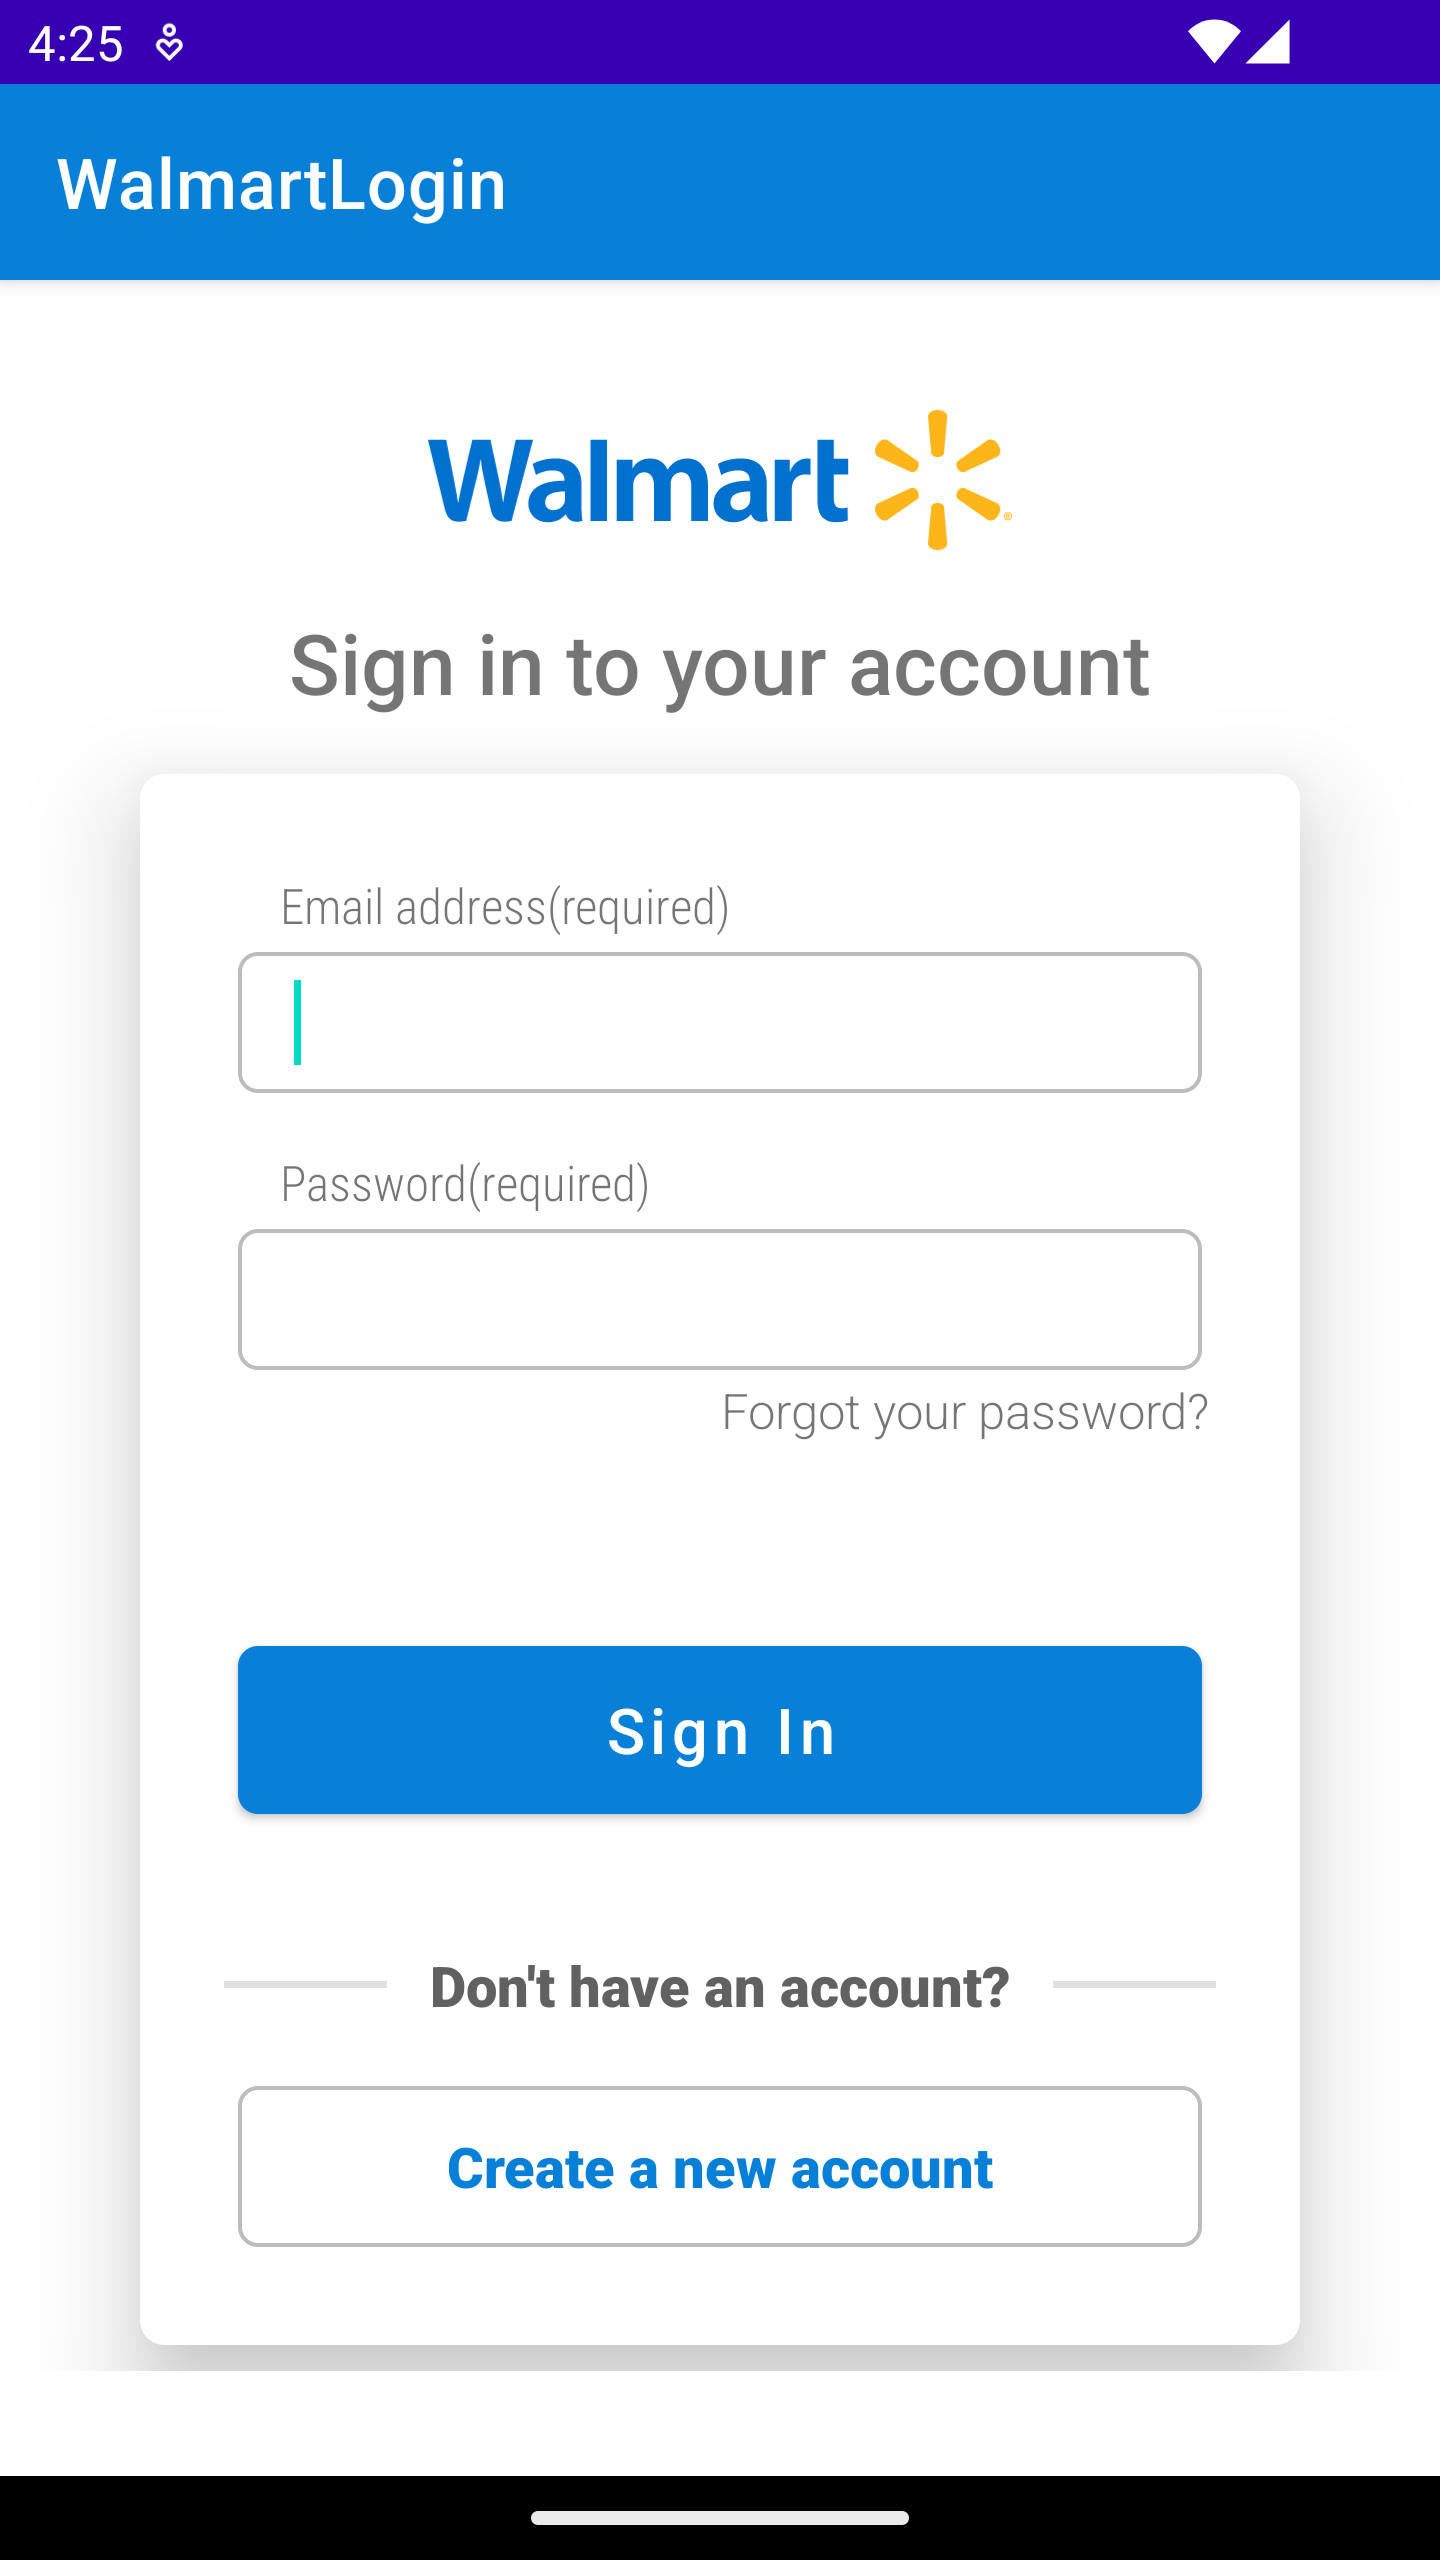 4:25
WalmartLogin
Walmart
®
Sign in to your account
Email address(required)
Password(required)
Forgot your password?
Sign In
Don't have an account?
Create a new account